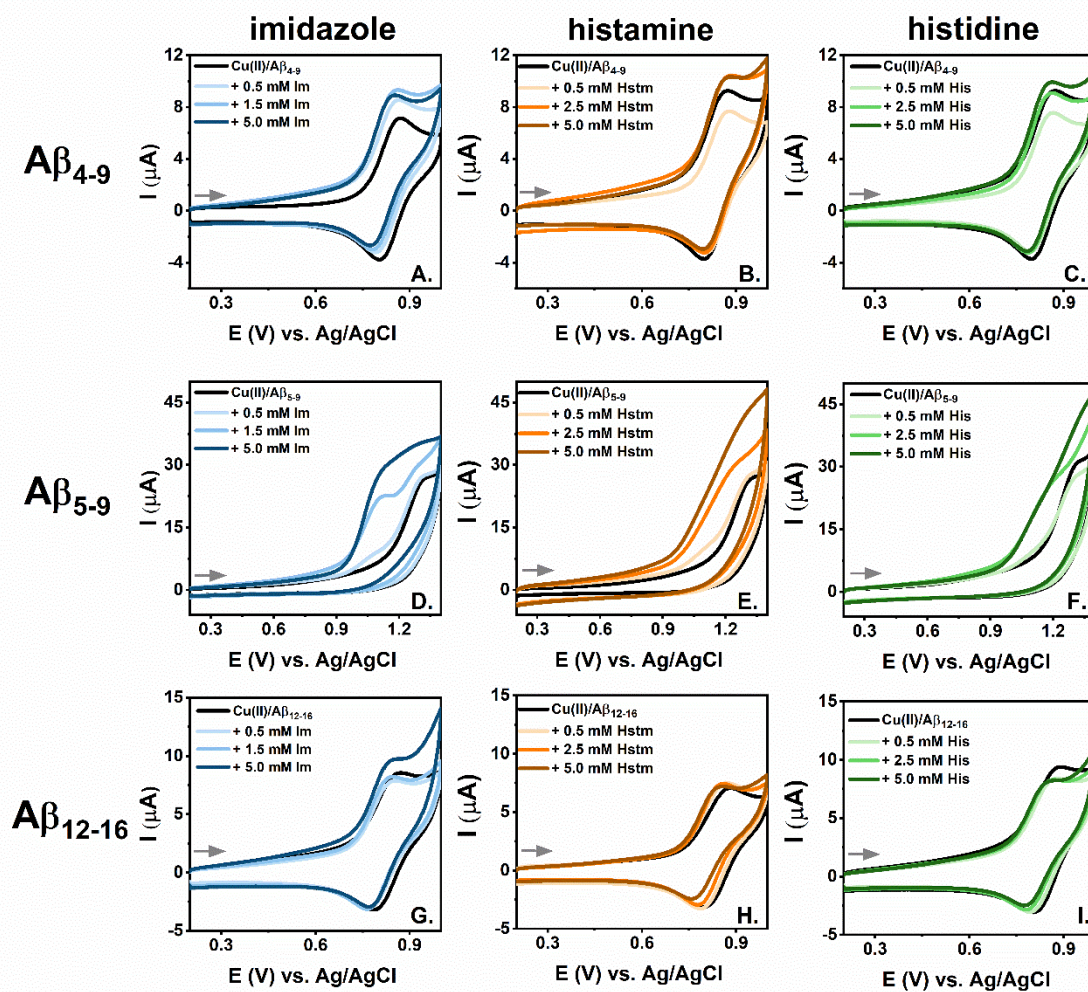 imidazole
histamine
histidine
Aβ4-9
I (μA)
12
8
4
0
-4
Cu(II)/Aβ4-9
+ 0.5 mM Im
+ 1.5 mM Im
+ 5.0 mM Im
A.
0.3 0.6 0.9
E (V) vs. Ag/AgCl
I (μA)
12
8
4
0
-4
Cu(II)/Aβ4-9
+ 0.5 mM Hstm
+ 2.5 mM Hstm
+ 5.0 mM Hstm
B.
0.3 0.6 0.9
E (V) vs. Ag/AgCl
I (μA)
12
8
4
0
-4
Cu(II)/Aβ4-9
+ 0.5 mM His
+ 2.5 mM His
+ 5.0 mM His
C.
0.3 0.6 0.9
E (V) vs. Ag/AgCl
Aβ5-9
I (μA)
45
30
15
0
Cu(II)/Aβ5-9
+ 0.5 mM Im
+ 1.5 mM Im
+ 5.0 mM Im
D.
0.3 0.6 0.9 1.2
E (V) vs. Ag/AgCl
I (μA)
45
30
15
0
Cu(II)/Aβ5-9
+ 0.5 mM Hstm
+ 2.5 mM Hstm
+ 5.0 mM Hstm
E.
0.3 0.6 0.9 1.2
E (V) vs. Ag/AgCl
I (μA)
45
30
15
0
Cu(II)/Aβ5-9
+ 0.5 mM His
+ 2.5 mM His
+ 5.0 mM His
F.
0.3 0.6 0.9 1.2
E (V) vs. Ag/AgCl
Aβ12-16
I (μA)
15
10
5
0
-5
Cu(II)/Aβ12-16
+ 0.5 mM Im
+ 1.5 mM Im
+ 5.0 mM Im
G.
0.3 0.6 0.9
E (V) vs. Ag/AgCl
I (μA)
15
10
5
0
-5
Cu(II)/Aβ12-16
+ 0.5 mM Hstm
+ 2.5 mM Hstm
+ 5.0 mM Hstm
H.
0.3 0.6 0.9
E (V) vs. Ag/AgCl
I (μA)
15
10
5
0
-5
Cu(II)/Aβ12-16
+ 0.5 mM His
+ 2.5 mM His
+ 5.0 mM His
I.
0.3 0.6 0.9
E (V) vs. Ag/AgCl